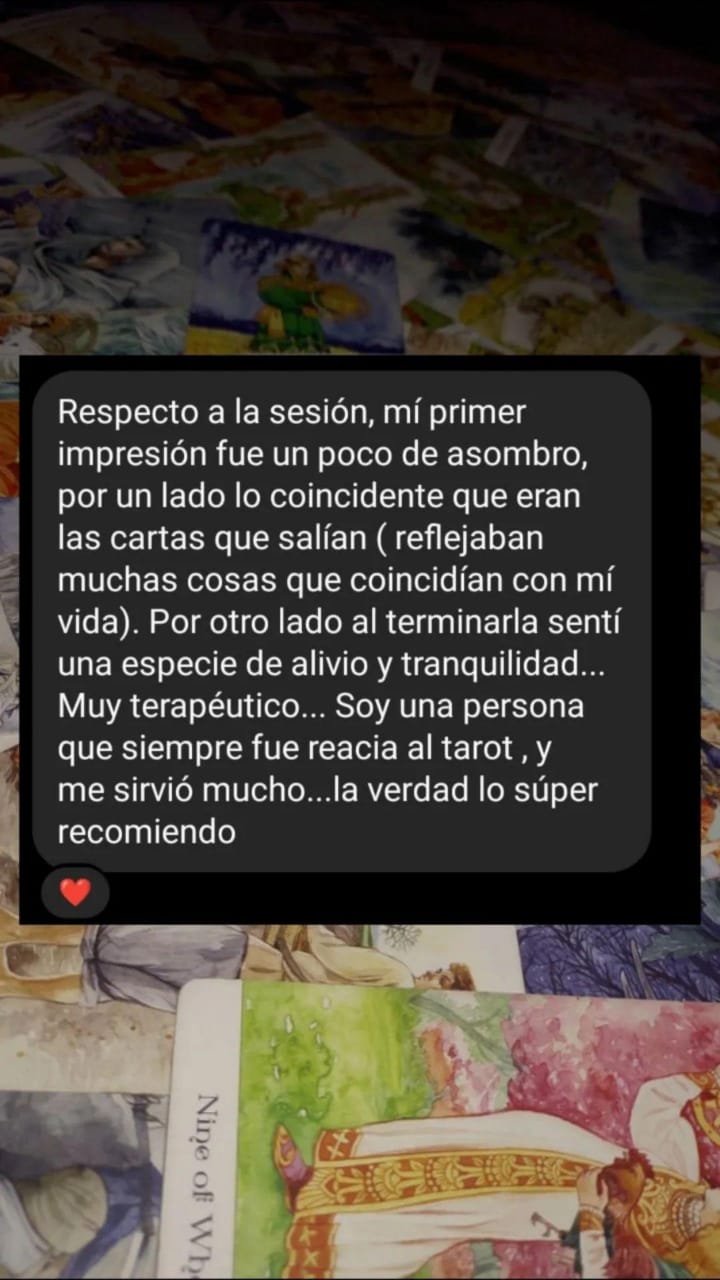 Respecto a la sesión, mí primer
impresión fue un poco de asombro,
por un lado lo coincidente que eran
las cartas que salían ( reflejaban
muchas cosas que coincidían con mí
vida). Por otro lado al terminarla sentí
una especie de alivio y tranquilidad...
Muy terapéutico... Soy una persona
que siempre fue reacia al tarot , y
me sirvió mucho...la verdad lo súper
recomiendo
Nine of